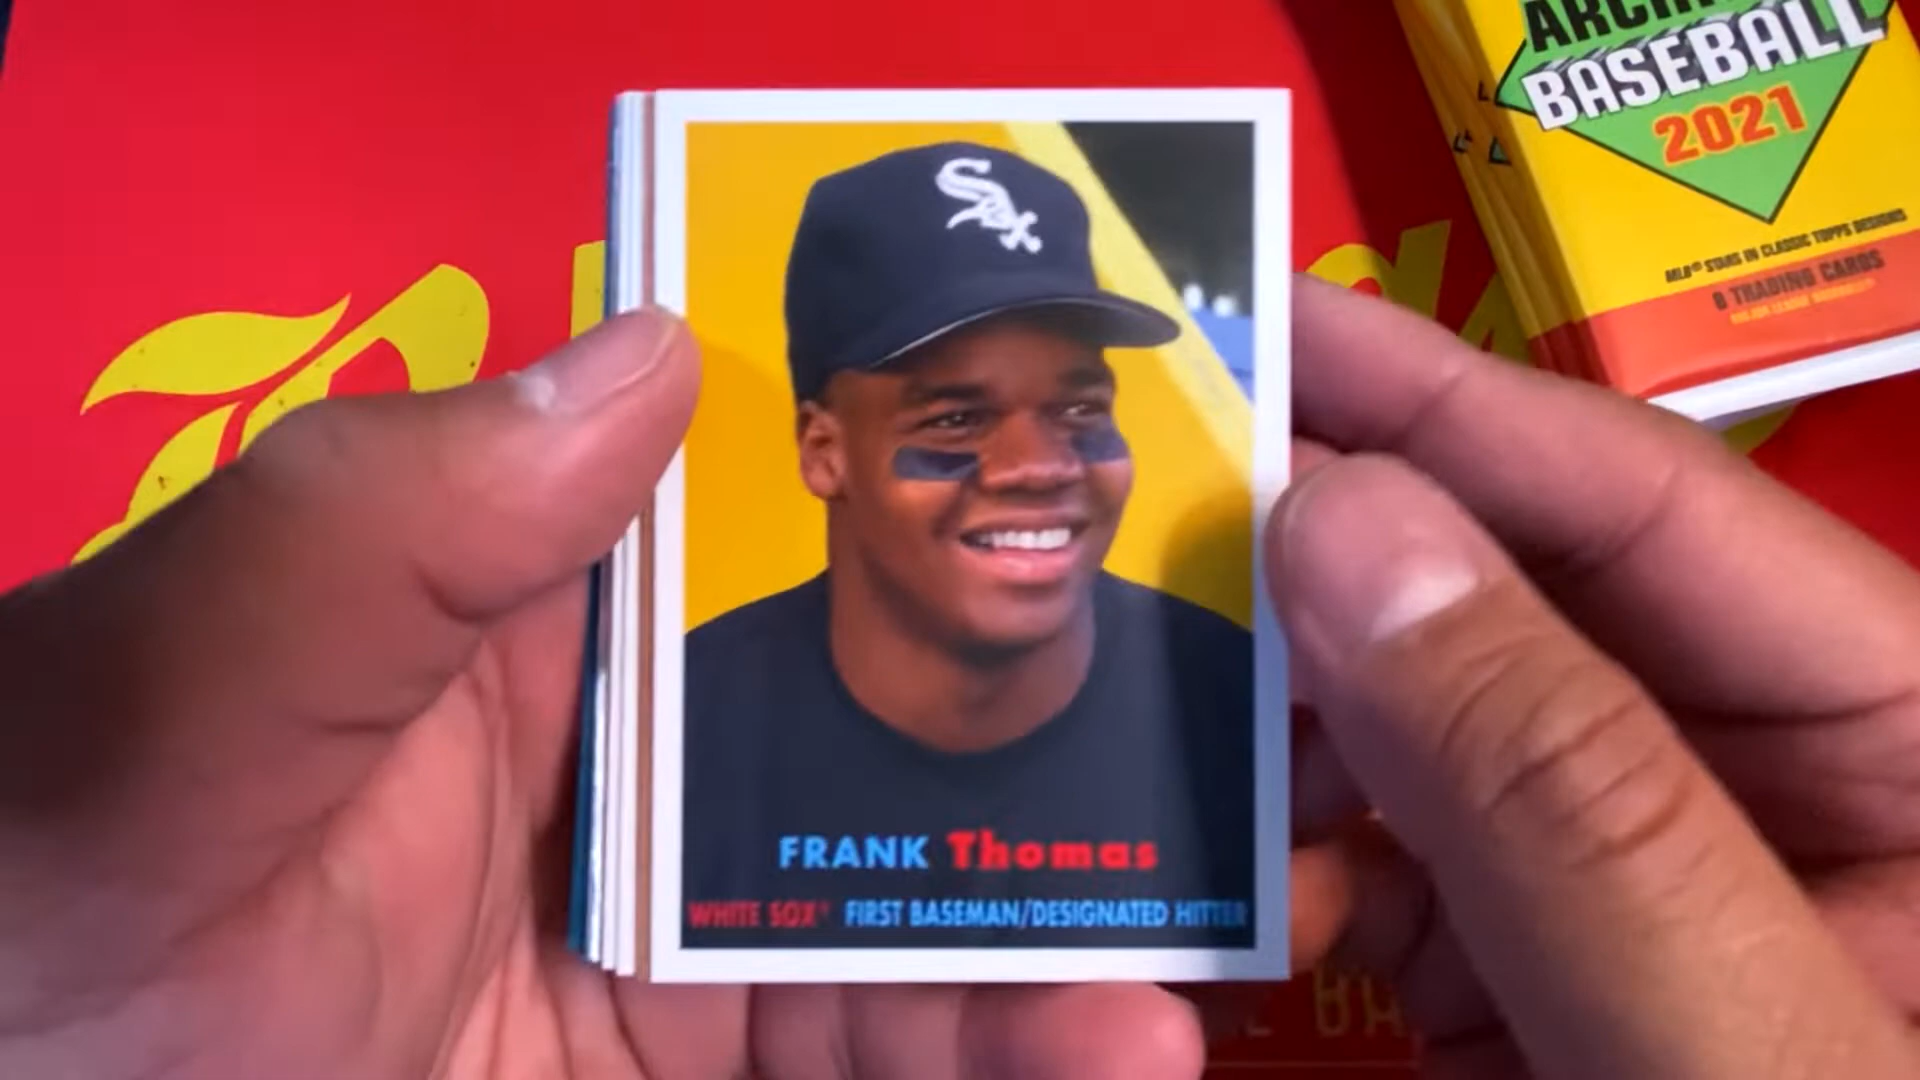 BASEBALL
2021
MLB® STARS IN CLASSIC TOPPS DESIGNS
8 TRADING CARDS
Sox
FRANK Thomas
WHITE SOX® FIRST BASEMAN/DESIGNATED HITTER